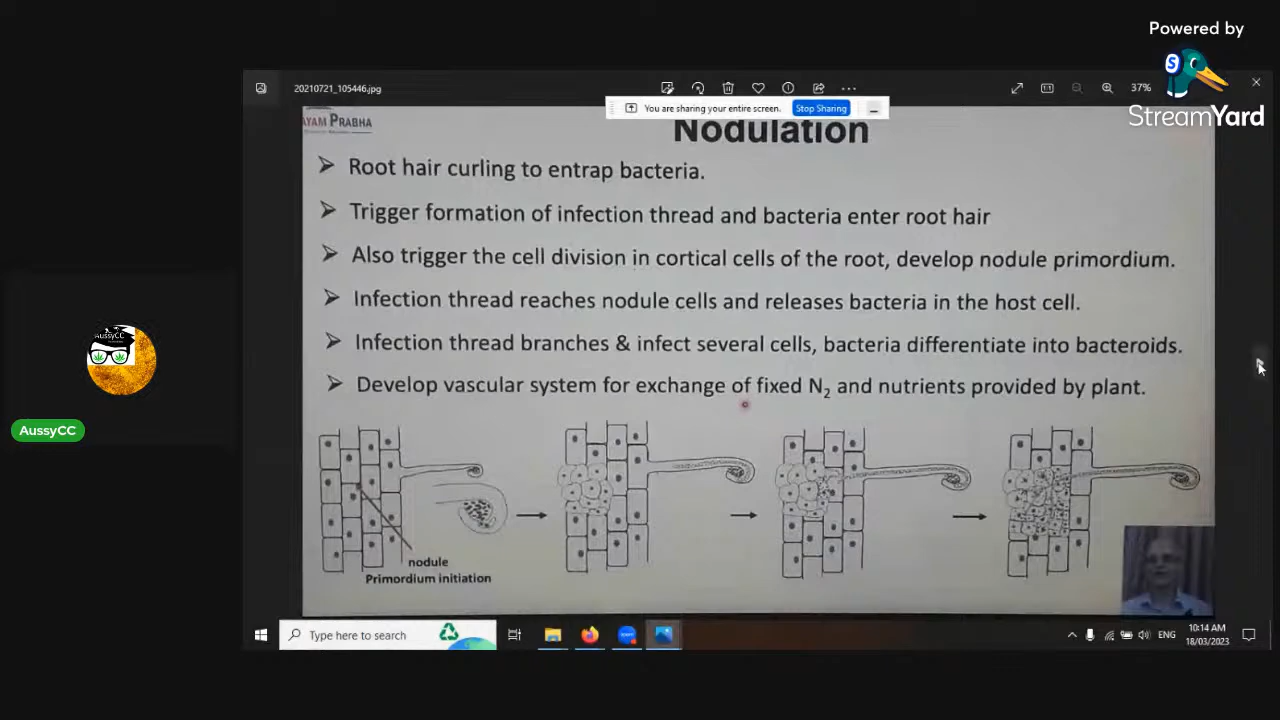 Powered by
S
StreamYard
20210721_105446.jpg
37%
You are sharing your entire screen.
Stop Sharing
YAM PRABHA
Nodulation
➢ Root hair curling to entrap bacteria.
➢ Trigger formation of infection thread and bacteria enter root hair
➢ Also trigger the cell division in cortical cells of the root, develop nodule primordium.
➢ Infection thread reaches nodule cells and releases bacteria in the host cell.
➢ Infection thread branches & infect several cells, bacteria differentiate into bacteroids.
➢ Develop vascular system for exchange of fixed N₂ and nutrients provided by plant.
nodule
Primordium initiation
AussyCC
AussyCC
Type here to search
zoom
ENG
10:14 AM
18/03/2023